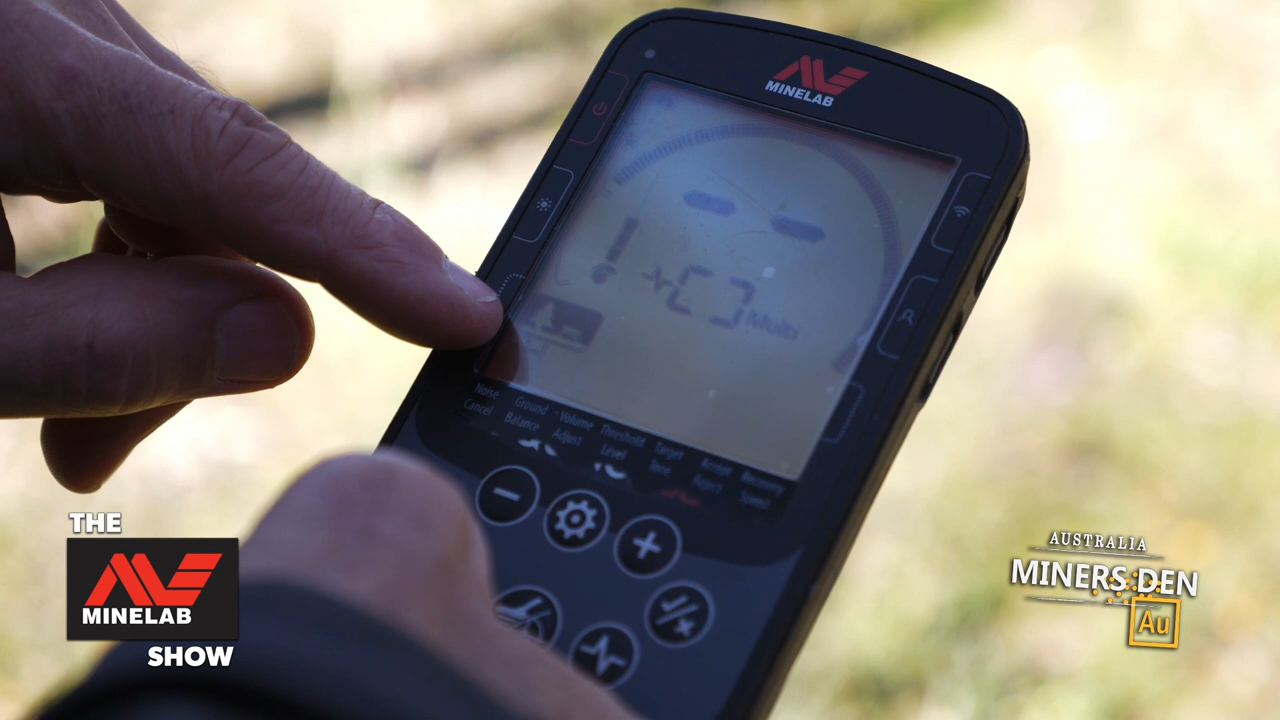 MINELAB
Multi
Noise
Cancel
Ground
Balance
Volume
Adjust
Threshold
Level
Target
Tone
Accept
Reject
Recovery
Speed
THE
MINELAB
SHOW
AUSTRALIA
MINERS DEN
Au